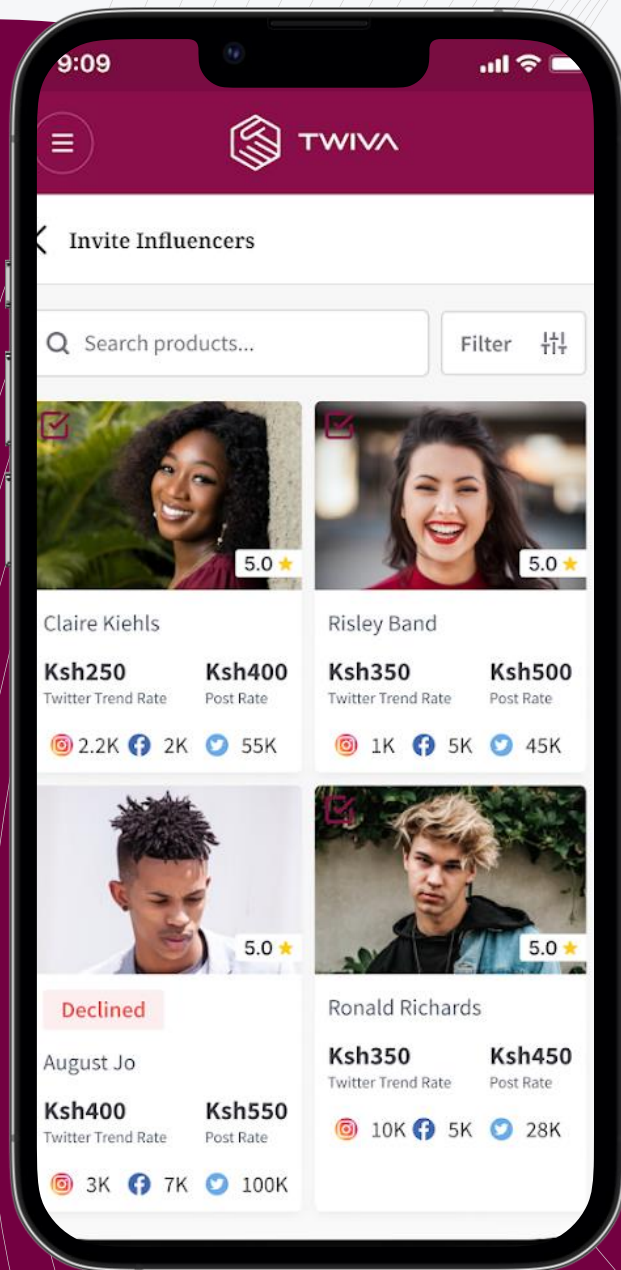 9:09
TWIVA
Invite Influencers
Search products...
Filter
5.0
5.0
Claire Kiehls
Risley Band
Ksh250 Ksh400
Twitter Trend Rate Post Rate
Ksh350 Ksh500
Twitter Trend Rate Post Rate
2.2K 2K 55K
1K 5K 45K
5.0
5.0
Declined
August Jo
Ksh400 Ksh550
Twitter Trend Rate Post Rate
3K 7K 100K
Ronald Richards
Ksh350 Ksh450
Twitter Trend Rate Post Rate
10K 5K 28K